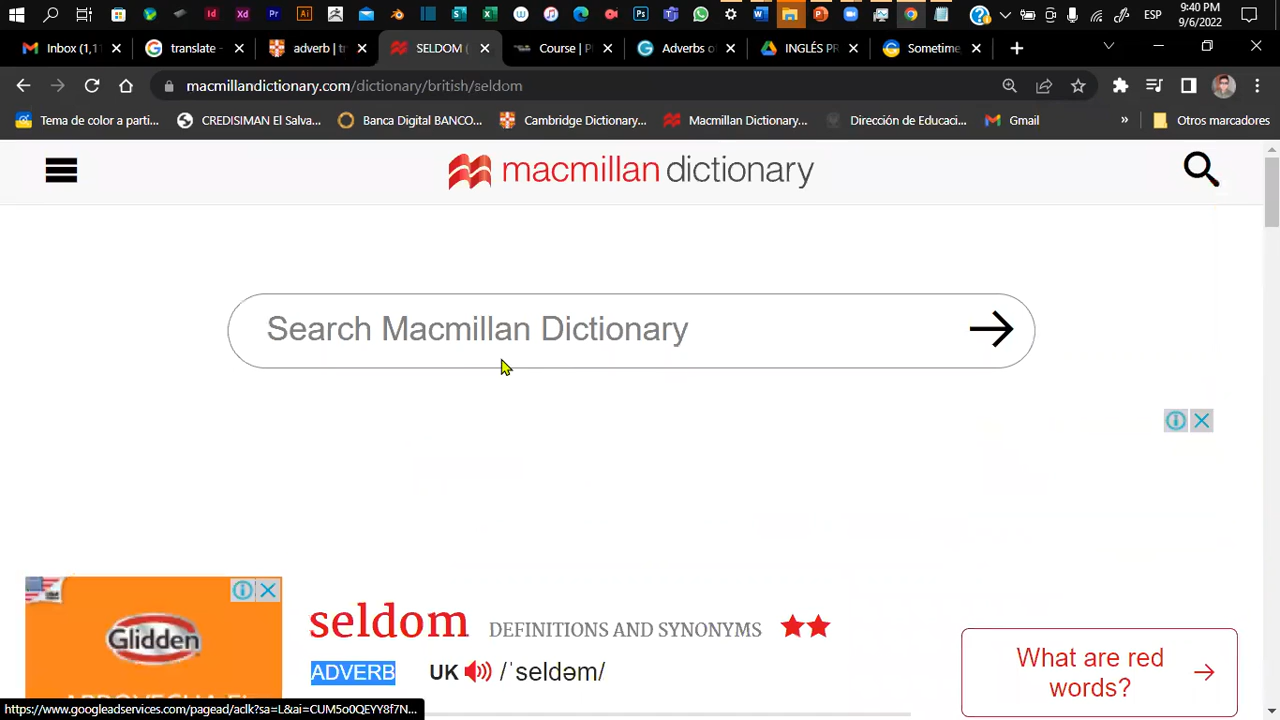 9:40 PM
ESP
9/6/2022
Inbox (1,1
translate -
adverb | tr
SELDOM (
Course | P
Adverbs o
INGLÉS PR
Sometime
macmillandictionary.com/dictionary/british/seldom
Tema de color a parti...
CREDISIMAN El Salva...
Banca Digital BANCO...
Cambridge Dictionary...
Macmillan Dictionary...
Dirección de Educaci...
Gmail
Otros marcadores
macmillan dictionary
Search Macmillan Dictionary
Glidden
seldom DEFINITIONS AND SYNONYMS
What are red
words?
ADVERB UK /ˈseldəm/
https://www.googleadservices.com/pagead/aclk?sa=L&ai=CUM5o0QEYY8f7N...